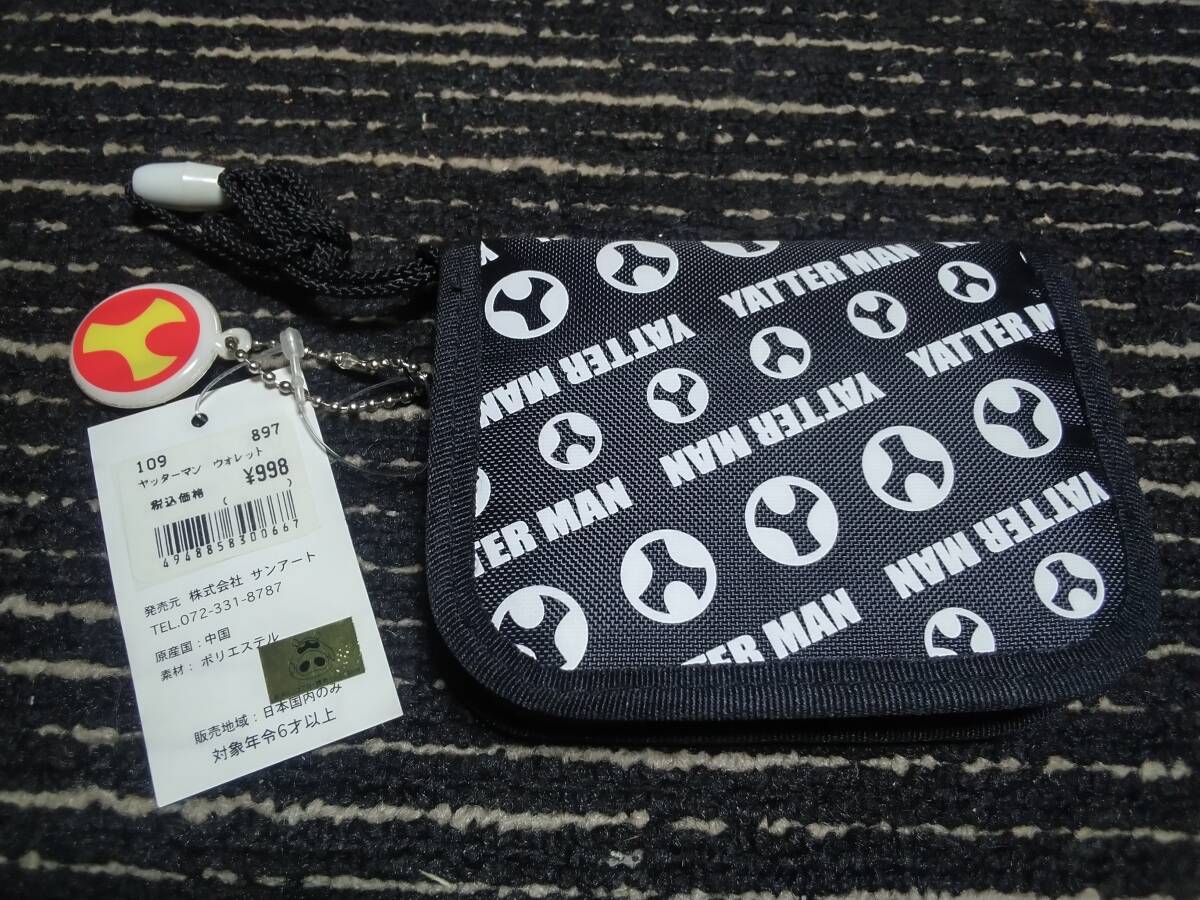 109 897
ヤッターマン ウォレット
税込価格 ( ¥998 )
4948858300667
発売元 株式会社 サンアート
TEL.072-331-8787
原産国:中国
素材: ポリエステル
販売地域:日本国内のみ
対象年令6才以上
YATTER MAN
YATTER M
YATTER MAN
YATTER MAN
TER MAN
YATTER MAN
TER MAN